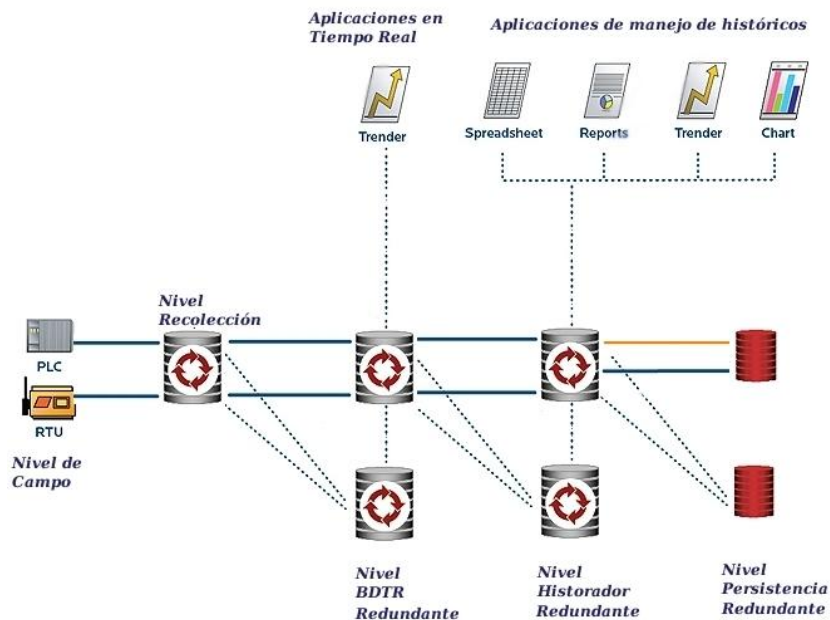 Aplicaciones en
Tiempo Real
Aplicaciones de manejo de históricos
Trender
Spreadsheet
Reports
Trender
Chart
Nivel
Recolección
PLC
RTU
Nivel de
Campo
Nivel
BDTR
Redundante
Nivel
Historador
Redundante
Nivel
Persistencia
Redundante